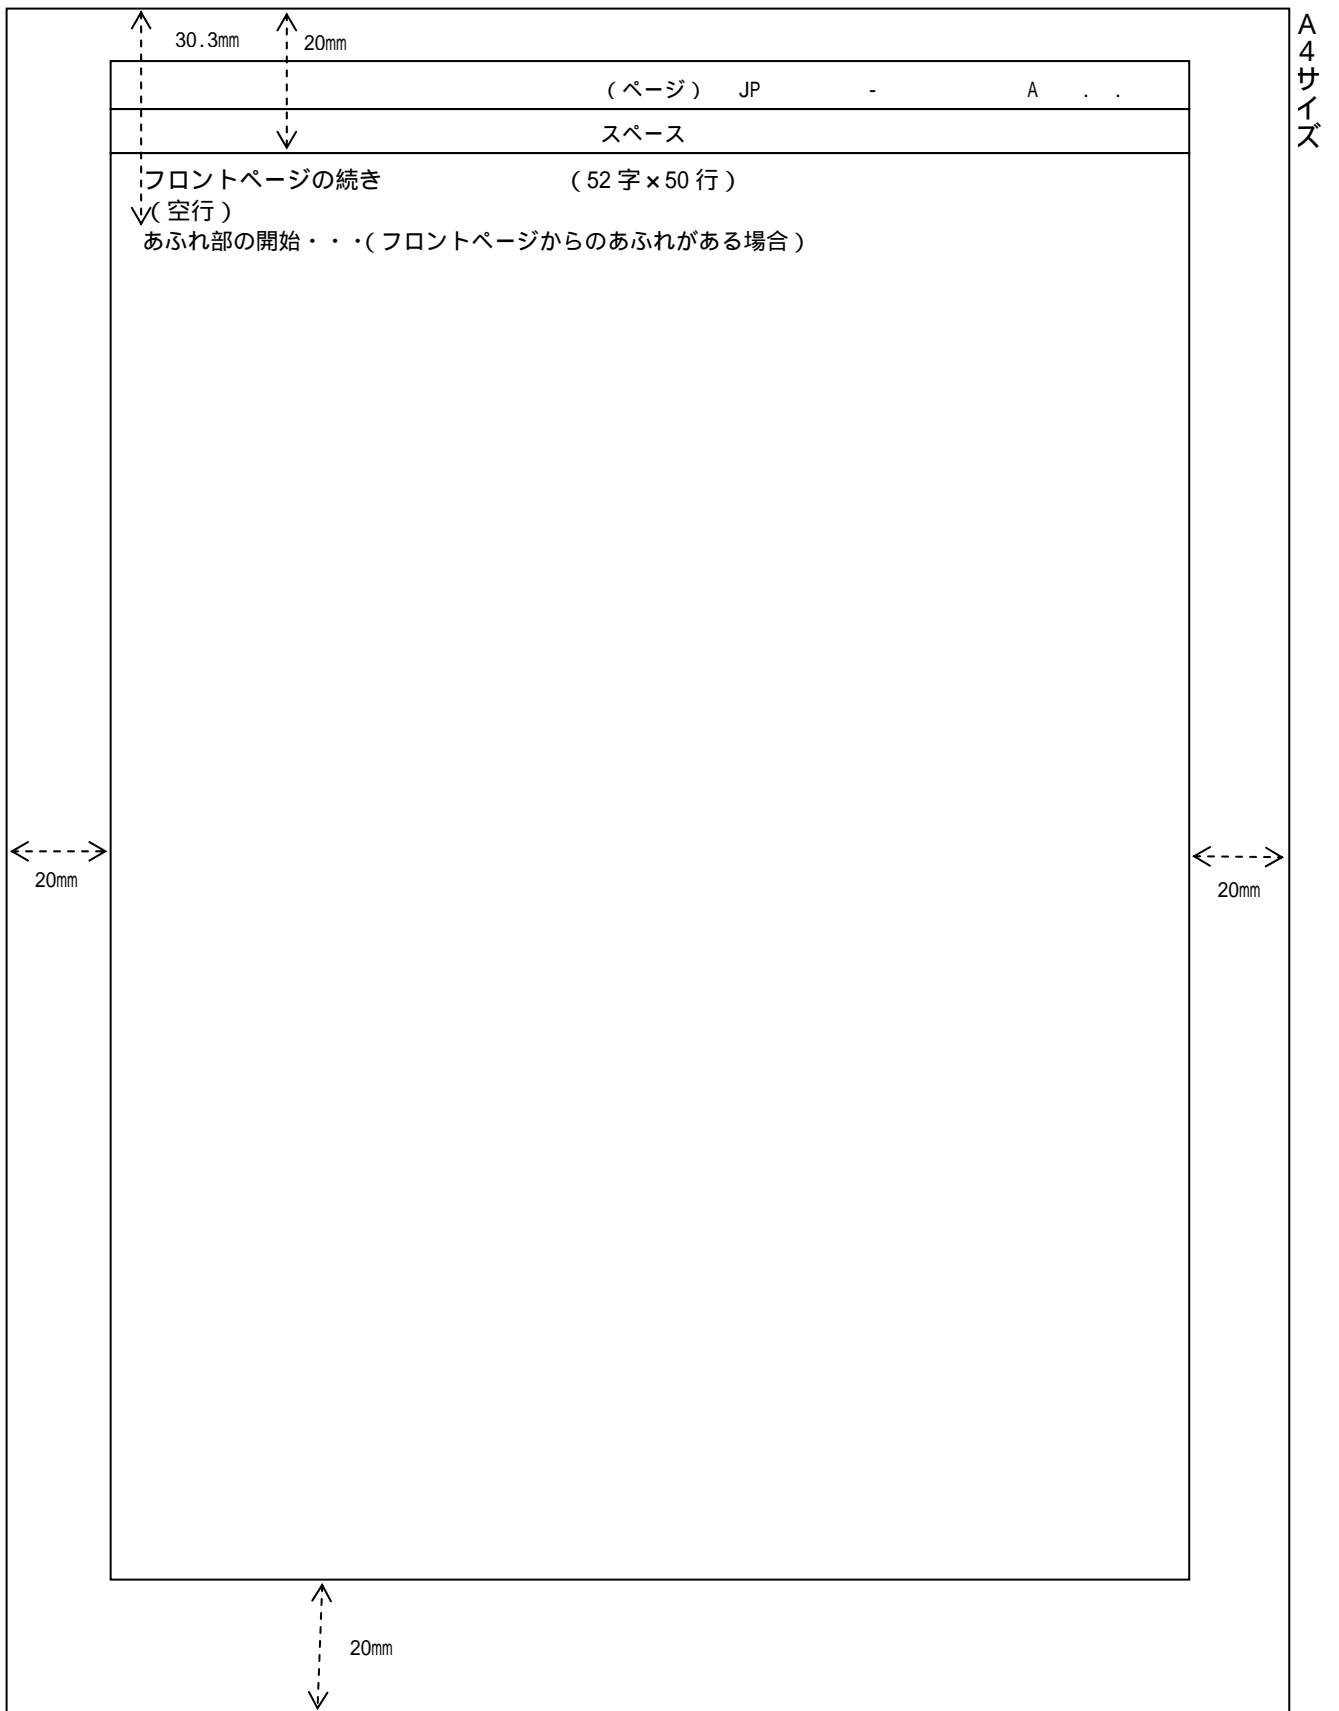 30.3㎜
20㎜
A4サイズ
(ページ) JP - A . .
スペース
フロントページの続き (52字×50行)
(空行)
あふれ部の開始・・・(フロントページからのあふれがある場合)
20㎜
20㎜
20㎜